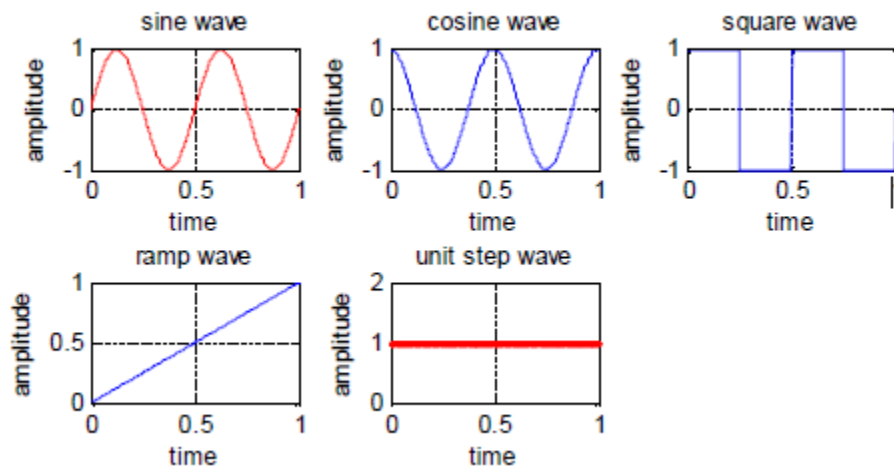 sine wave
amplitude
1
0
-1
0 0.5 1
time
cosine wave
amplitude
1
0
-1
0 0.5 1
time
square wave
amplitude
1
0
-1
0 0.5 1
time
ramp wave
amplitude
1
0.5
0
0 0.5 1
time
unit step wave
amplitude
2
1
0
0 0.5 1
time